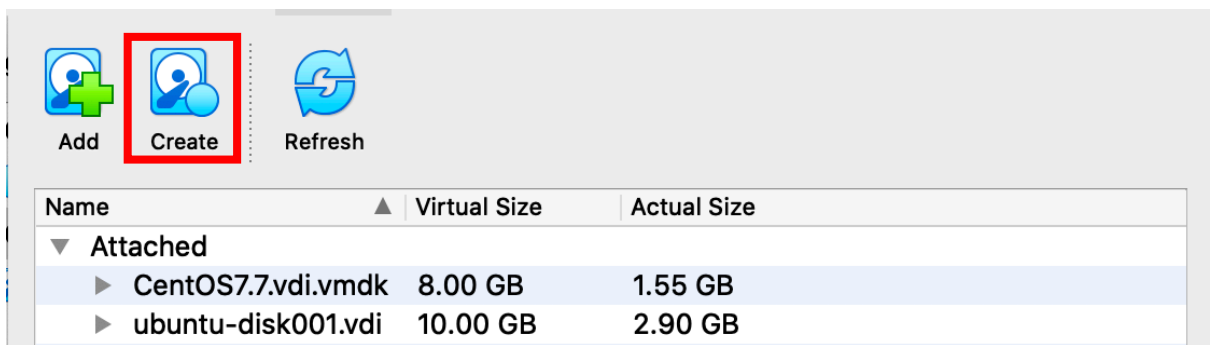 Add Create Refresh
Name Virtual Size Actual Size
Attached
CentOS7.7.vdi.vmdk 8.00 GB 1.55 GB
ubuntu-disk001.vdi 10.00 GB 2.90 GB